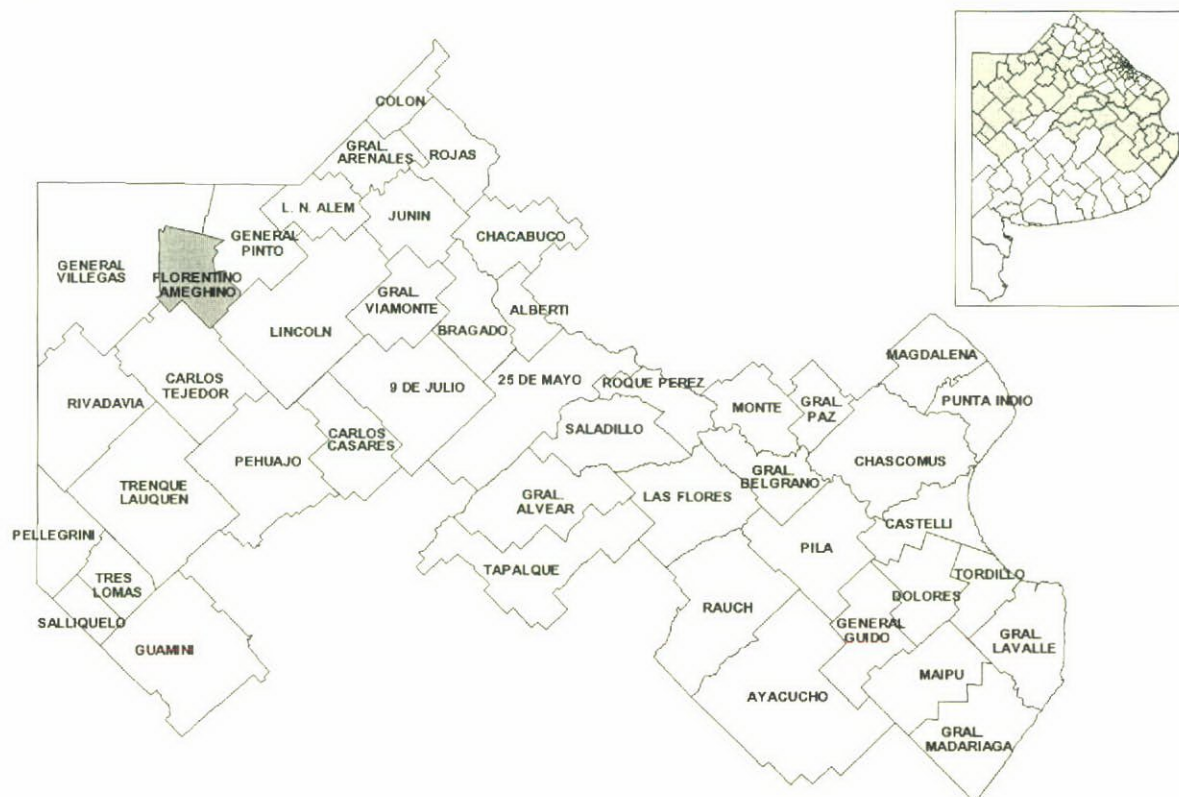 COLON
GRAL.
ARENALES
ROJAS
L. N. ALEM
JUNIN
CHACABUCO
GENERAL
PINTO
GENERAL
VILLEGAS
FLORENTINO
AMEGHINO
GRAL.
VIAMONTE
ALBERTI
LINCOLN
BRAGADO
MAGDALENA
CARLOS
TEJEDOR
9 DE JULIO
25 DE MAYO
ROQUE PEREZ
RIVADAVIA
MONTE
GRAL.
PAZ
PUNTA INDIO
SALADILLO
CARLOS
CASARES
PEHUAJO
CHASCOMUS
GRAL.
BELGRANO
TRENQUE
LAUQUEN
GRAL.
ALVEAR
LAS FLORES
CASTELLI
PELLEGRINI
PILA
TAPALQUE
TORDILLO
TRES
LOMAS
DOLORES
RAUCH
SALLIQUELO
GENERAL
GUIDO
GRAL.
LAVALLE
GUAMINI
MAIPU
AYACUCHO
GRAL.
MADARIAGA